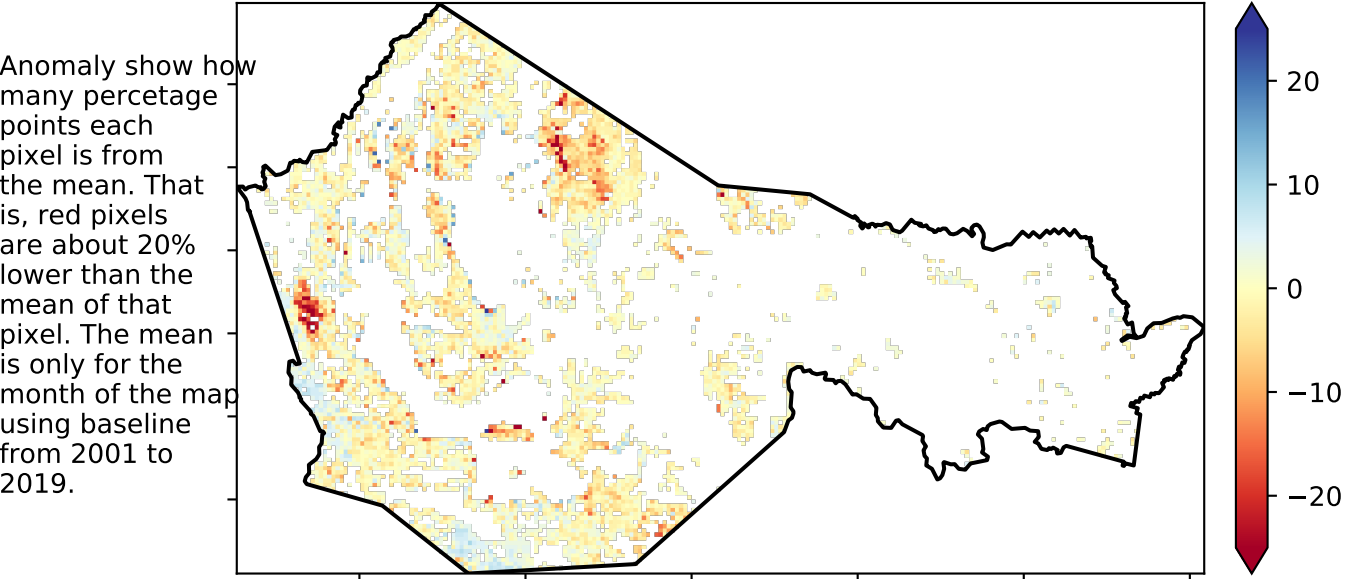 Anomaly show how
many percetage
points each
pixel is from
the mean. That
is, red pixels
are about 20%
lower than the
mean of that
pixel. The mean
is only for the
month of the map
using baseline
from 2001 to
2019.
20
10
0
−10
−20